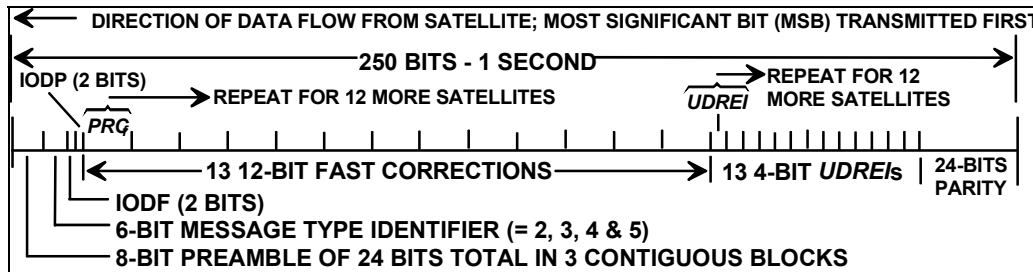 DIRECTION OF DATA FLOW FROM SATELLITE; MOST SIGNIFICANT BIT (MSB) TRANSMITTED FIRST
250 BITS - 1 SECOND
IODP (2 BITS)
REPEAT FOR 12 MORE SATELLITES
PRCf
UDREI
REPEAT FOR 12
MORE SATELLITES
13 12-BIT FAST CORRECTIONS
13 4-BIT UDREIs
24-BITS
PARITY
IODF (2 BITS)
6-BIT MESSAGE TYPE IDENTIFIER (= 2, 3, 4 & 5)
8-BIT PREAMBLE OF 24 BITS TOTAL IN 3 CONTIGUOUS BLOCKS